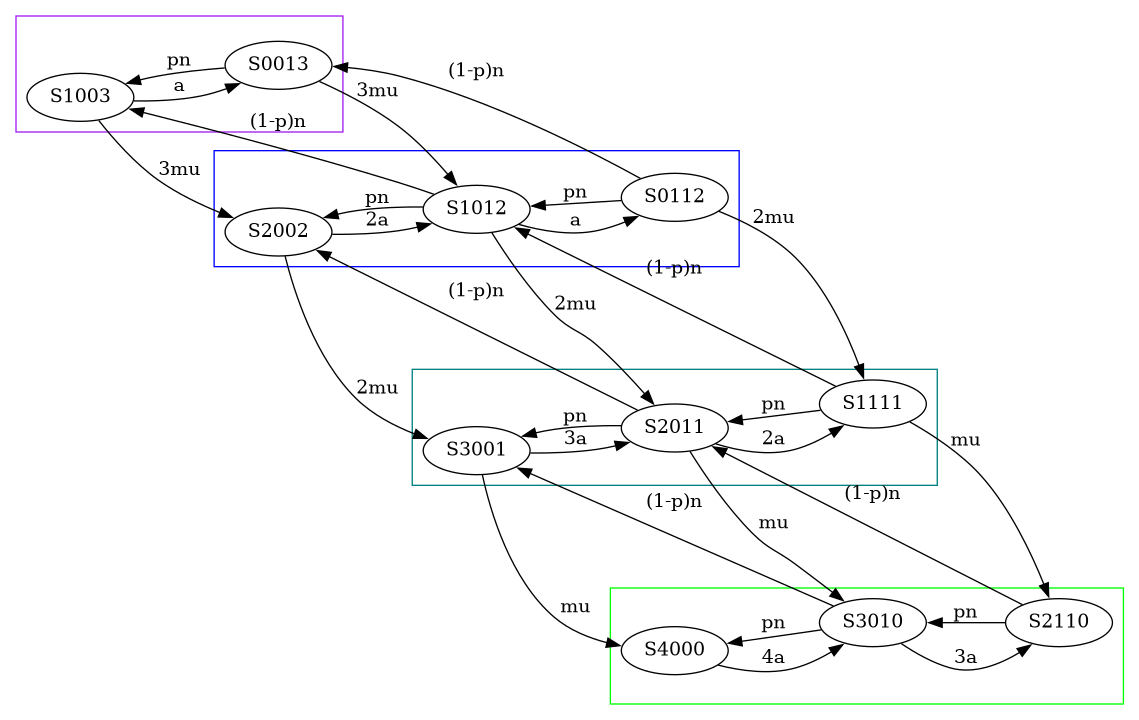 pn
S0013
(1-p)n
S1003
a
3mu
(1-p)n
3mu
pn
pn
S0112
S1012
2a
a
2mu
S2002
(1-p)n
(1-p)n
2mu
2mu
pn
pn
S1111
S2011
3a
2a
mu
S3001
(1-p)n
(1-p)n
mu
mu
pn
pn
S3010
S2110
S4000
4a
3a